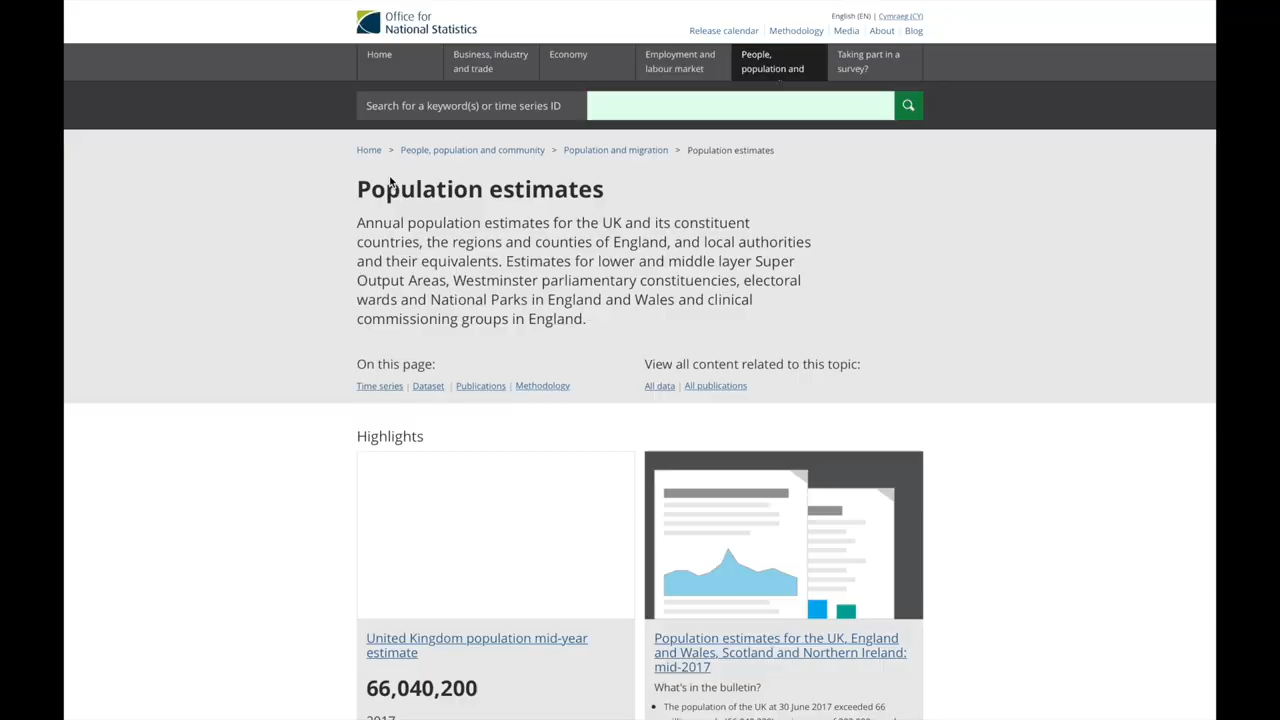 Office for
National Statistics
English (EN) | Cymraeg (CY)
Release calendar | Methodology | Media | About | Blog
Home
Business, industry
and trade
Economy
Employment and
labour market
People,
population and
Taking part in a
survey?
Search for a keyword(s) or time series ID
Home > People, population and community > Population and migration > Population estimates
Population estimates
Annual population estimates for the UK and its constituent
countries, the regions and counties of England, and local authorities
and their equivalents. Estimates for lower and middle layer Super
Output Areas, Westminster parliamentary constituencies, electoral
wards and National Parks in England and Wales and clinical
commissioning groups in England.
On this page:
Time series | Dataset | Publications | Methodology
View all content related to this topic:
All data | All publications
Highlights
United Kingdom population mid-year
estimate
66,040,200
2017
Population estimates for the UK, England
and Wales, Scotland and Northern Ireland:
mid-2017
What's in the bulletin?
The population of the UK at 30 June 2017 exceeded 66